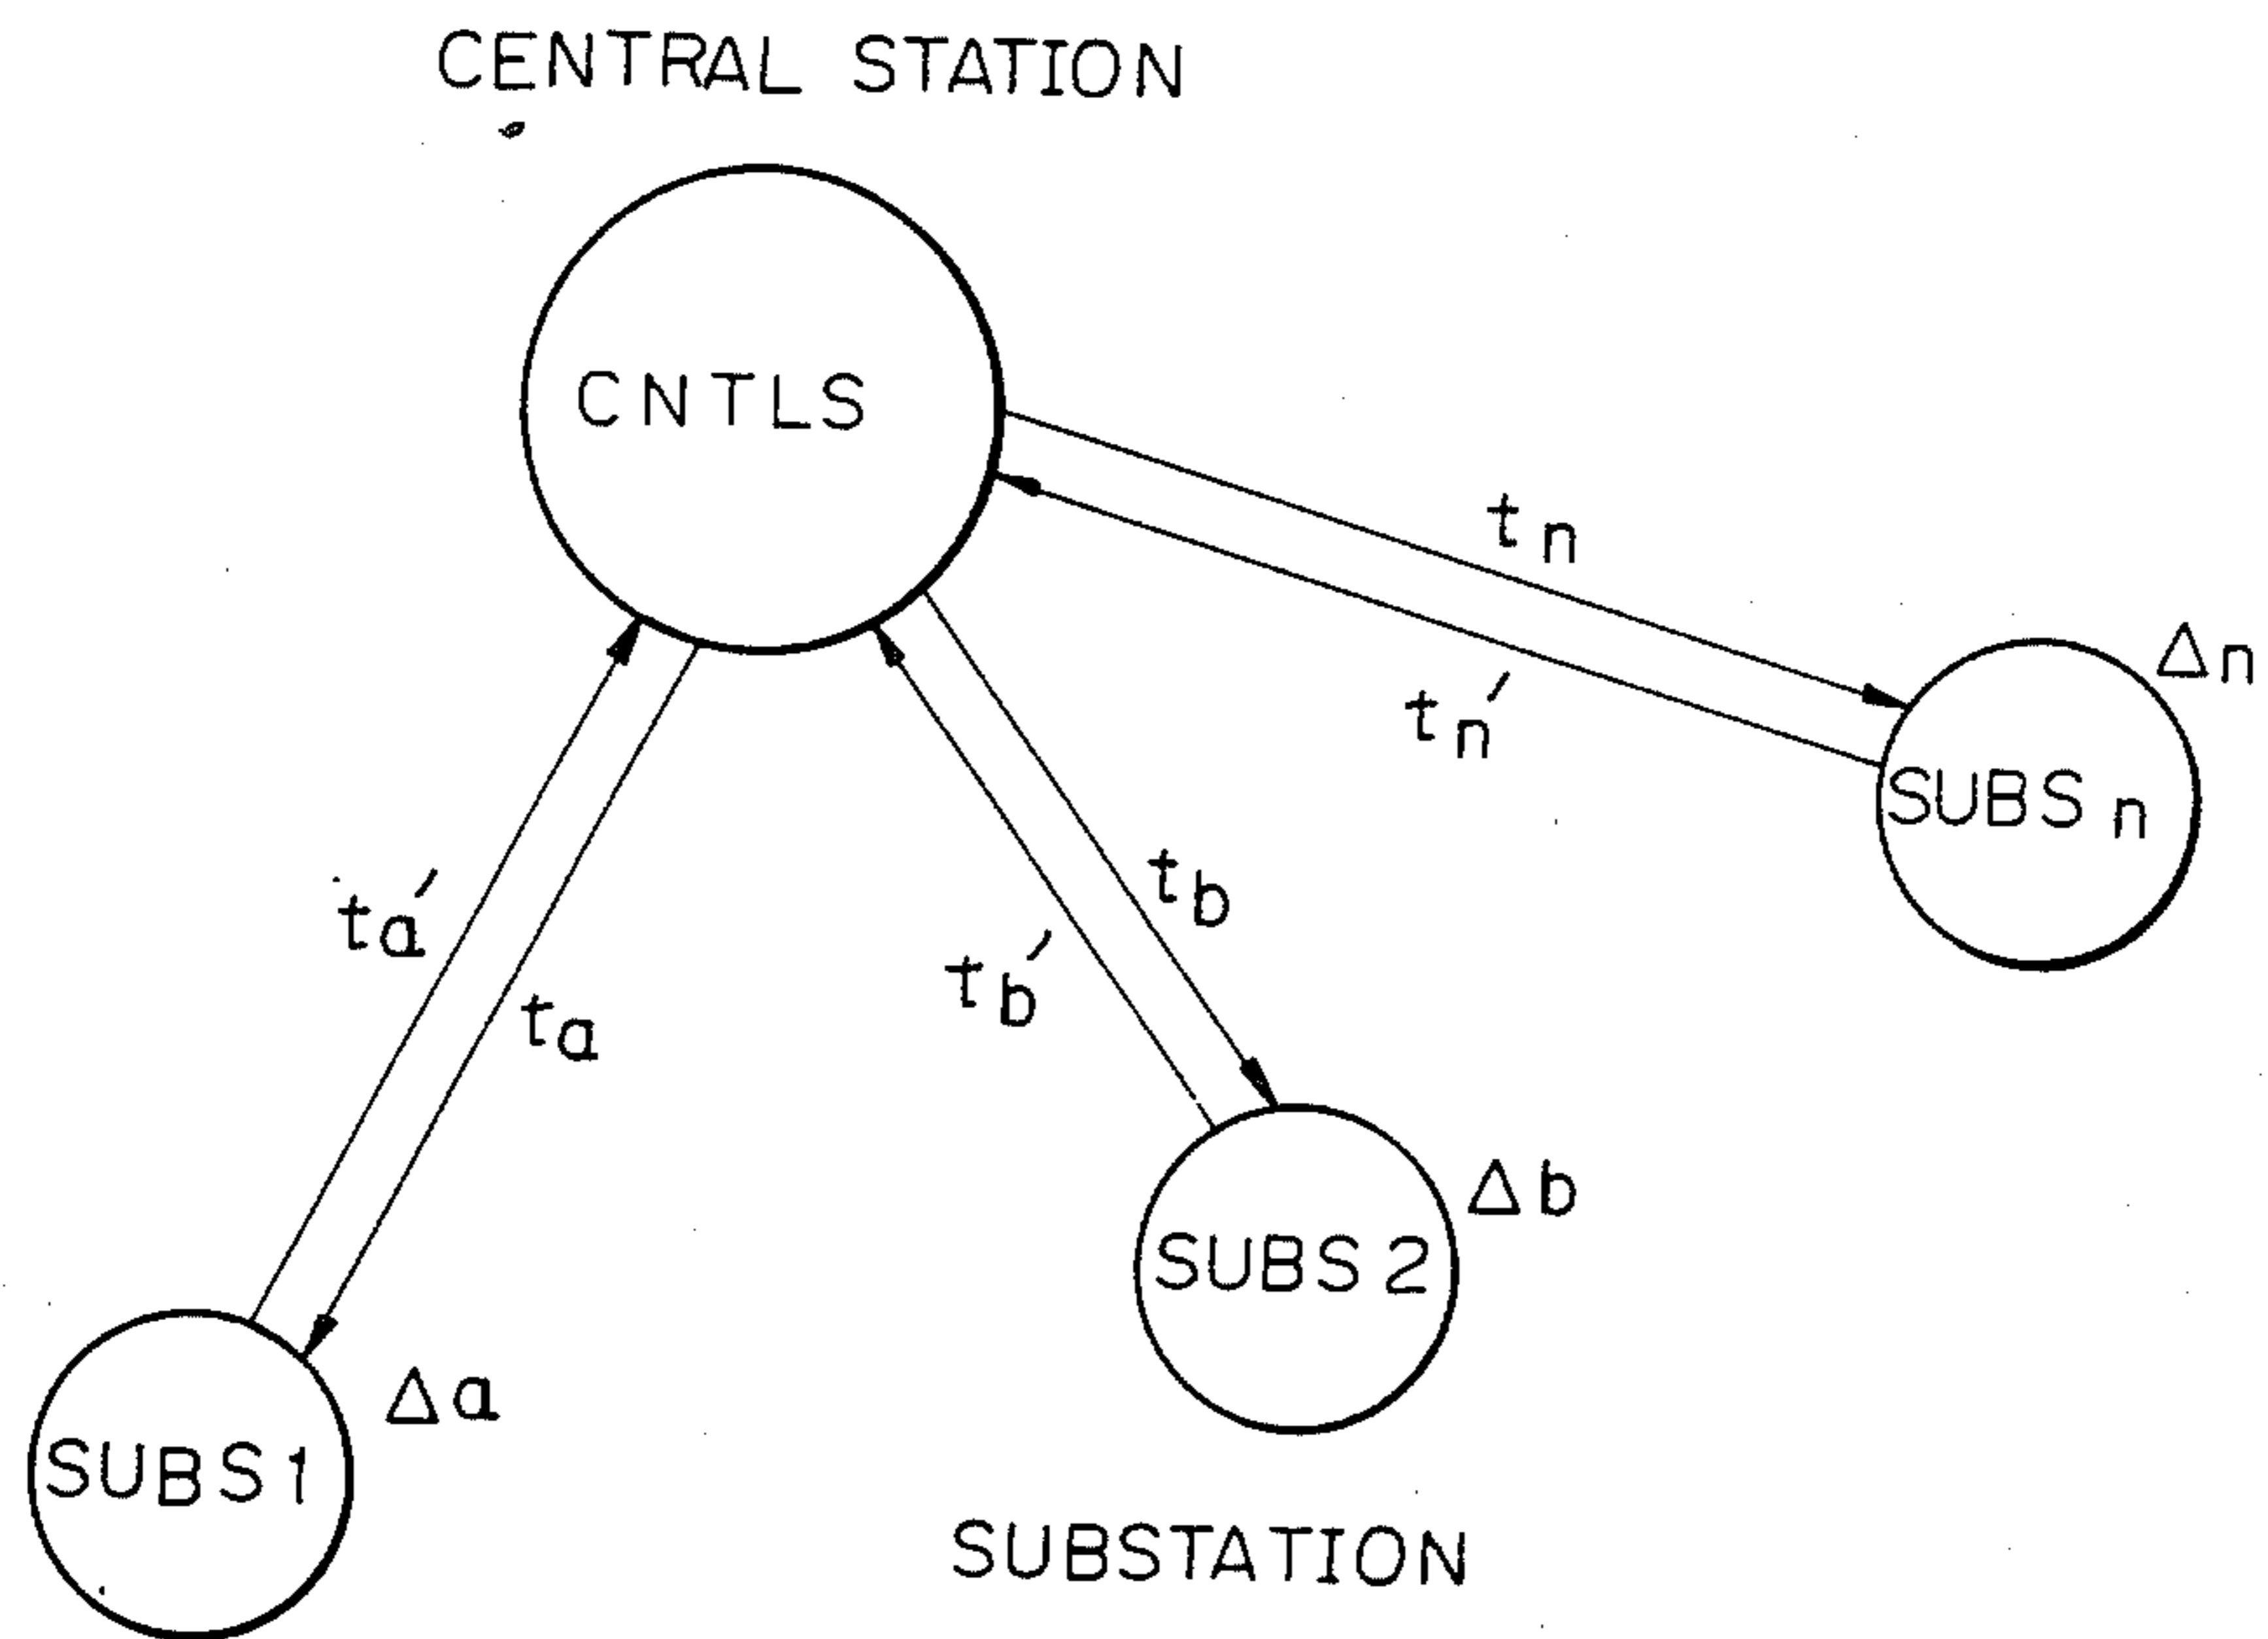 CENTRAL STATION
CNTLS
tn
tn′
Δn
SUBS n
tb
tb′
ta′
ta
Δb
SUBS 2
Δa
SUBS 1
SUBSTATION